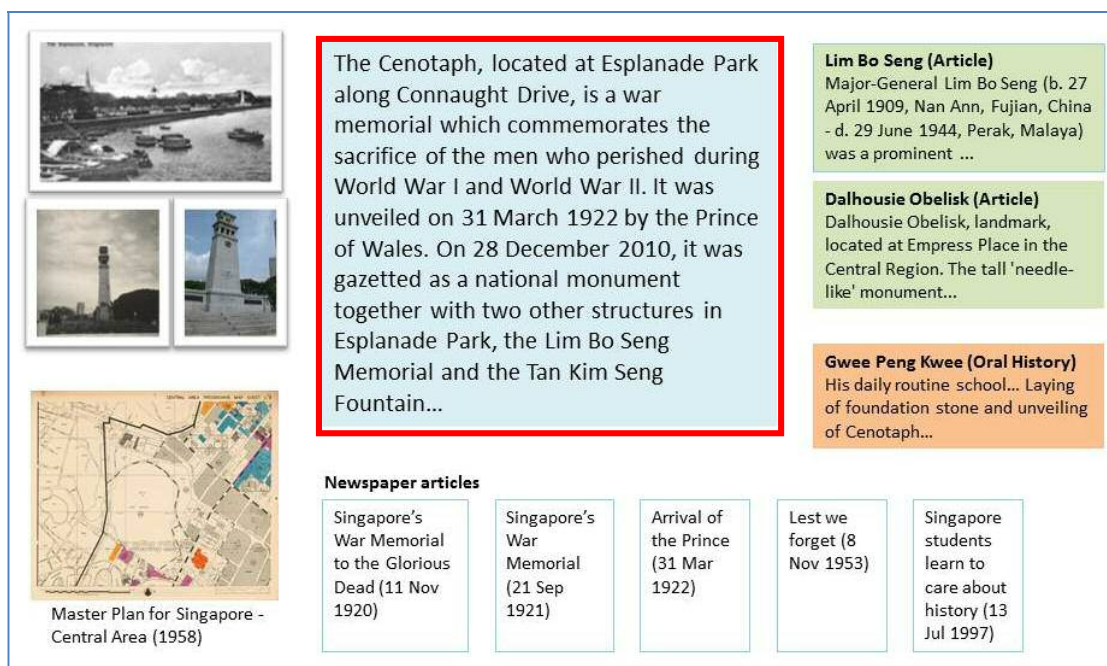 The Esplanade, Singapore
The Cenotaph, located at Esplanade Park
along Connaught Drive, is a war
memorial which commemorates the
sacrifice of the men who perished during
World War I and World War II. It was
unveiled on 31 March 1922 by the Prince
of Wales. On 28 December 2010, it was
gazetted as a national monument
together with two other structures in
Esplanade Park, the Lim Bo Seng
Memorial and the Tan Kim Seng
Fountain...
Lim Bo Seng (Article)
Major-General Lim Bo Seng (b. 27
April 1909, Nan Ann, Fujian, China
- d. 29 June 1944, Perak, Malaya)
was a prominent ...
Dalhousie Obelisk (Article)
Dalhousie Obelisk, landmark,
located at Empress Place in the
Central Region. The tall 'needle-
like' monument...
Gwee Peng Kwee (Oral History)
His daily routine school... Laying
of foundation stone and unveiling
of Cenotaph...
CENTRAL AREA PROGRAMME MAP SHEET
Master Plan for Singapore -
Central Area (1958)
Newspaper articles
Singapore's
War Memorial
to the Glorious
Dead (11 Nov
1920)
Singapore's
War
Memorial
(21 Sep
1921)
Arrival of
the Prince
(31 Mar
1922)
Lest we
forget (8
Nov 1953)
Singapore
students
learn to
care about
history (13
Jul 1997)